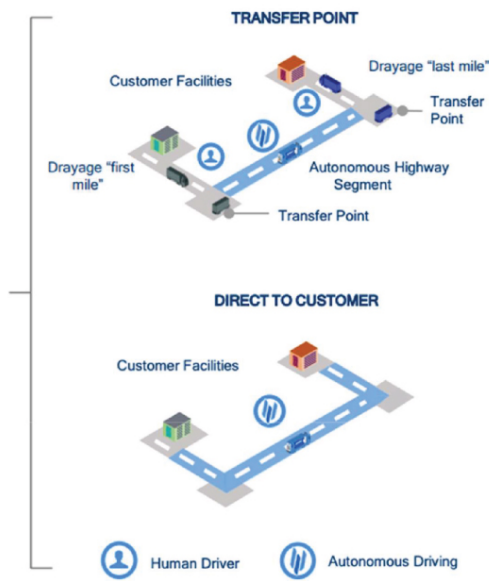 TRANSFER POINT
Customer Facilities
Drayage "last
mile"
Transfer
Point
Drayage "first
mile"
Autonomous Highway
Segment
Transfer Point
DIRECT TO CUSTOMER
Customer Facilities
Human Driver
Autonomous Driving